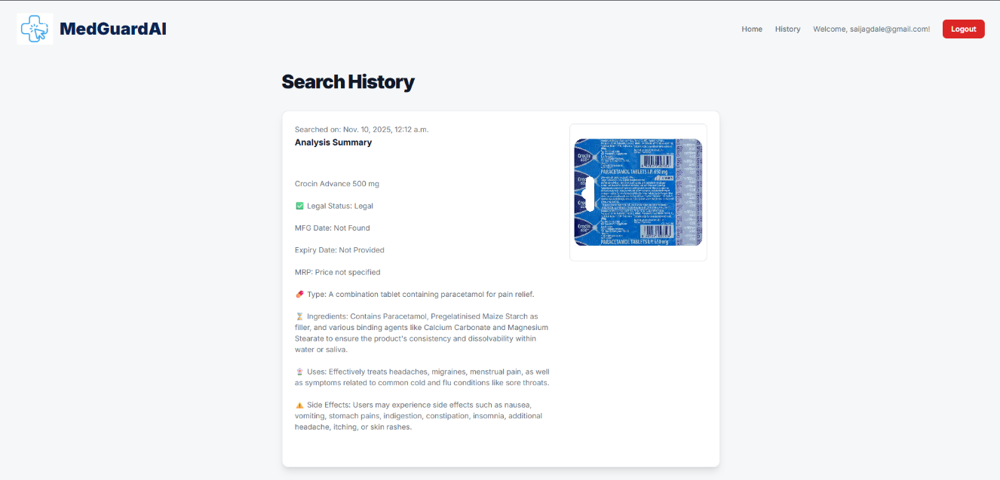 MedGuardAI
Home History Welcome, saijagdale@gmail.com! Logout
Search History
Searched on: Nov. 10, 2025, 12:12 a.m.
Analysis Summary
Crocin Advance 500 mg
✅ Legal Status: Legal
MFG Date: Not Found
Expiry Date: Not Provided
MRP: Price not specified
💊 Type: A combination tablet containing paracetamol for pain relief.
⏳ Ingredients: Contains Paracetamol, Pregelatinised Maize Starch as
filler, and various binding agents like Calcium Carbonate and Magnesium
Stearate to ensure the product's consistency and dissolvability within
water or saliva.
Uses: Effectively treats headaches, migraines, menstrual pain, as well
as symptoms related to common cold and flu conditions like sore throats.
⚠️ Side Effects: Users may experience side effects such as nausea,
vomiting, stomach pains, indigestion, constipation, insomnia, additional
headache, itching, or skin rashes.
Crocin
650
PARACETAMOL TABLETS I.P. 650 mg
Crocin
650
PARACETAMOL TABLETS I.P. 650 mg